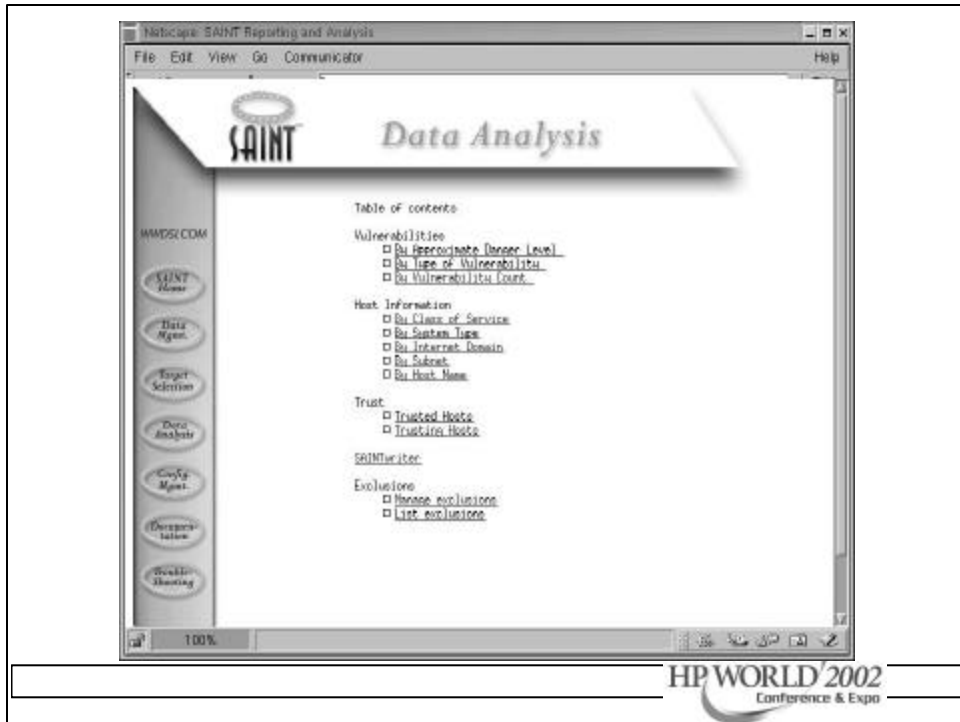 Netscape: SAINT Reporting and Analysis
File Edit View Go Communicator Help
SAINT
Data Analysis
WWDSI.COM
SAINT Home
Data Mgmt.
Target Selection
Data Analysis
Config. Mgmt.
Documentation
Trouble-Shooting
Table of contents
Vulnerabilities
By Approximate Danger Level
By Type of Vulnerability
By Vulnerability Count
Host Information
By Class of Service
By System Type
By Internet Domain
By Subnet
By Host Name
Trust
Trusted Hosts
Trusting Hosts
SAINTwriter
Exclusions
Manage exclusions
List exclusions
100%
HP WORLD 2002
Conference & Expo